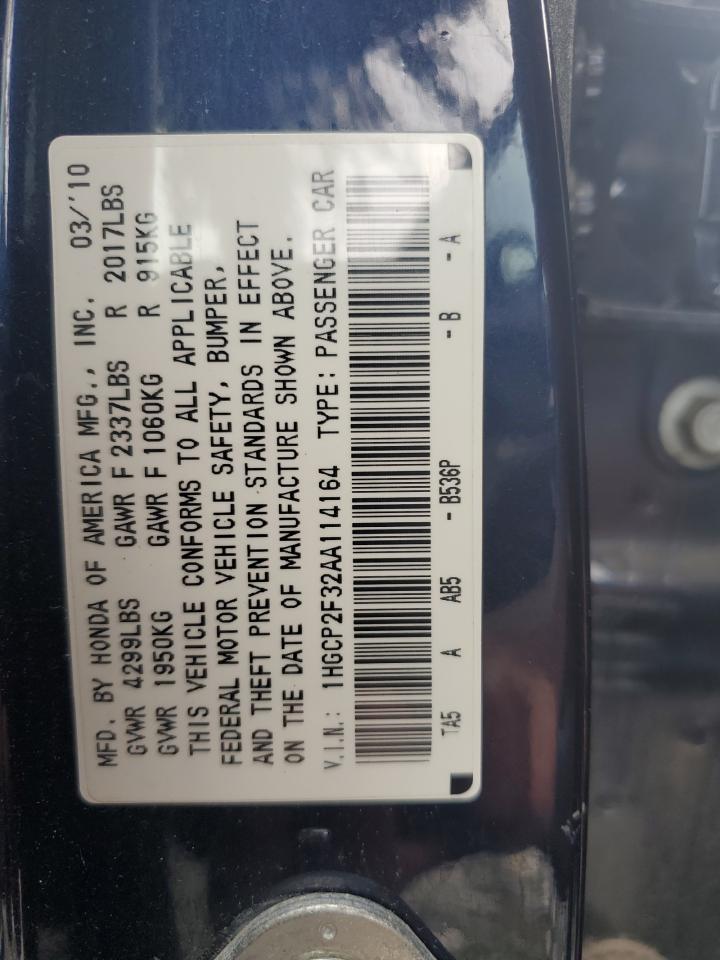 MFD. BY HONDA OF AMERICA MFG., INC. 03/'10
GVWR 4299LBS GAWR F 2337LBS R 2017LBS
GVWR 1950KG GAWR F 1060KG R 915KG
THIS VEHICLE CONFORMS TO ALL APPLICABLE
FEDERAL MOTOR VEHICLE SAFETY, BUMPER,
AND THEFT PREVENTION STANDARDS IN EFFECT
ON THE DATE OF MANUFACTURE SHOWN ABOVE.
V.I.N.: 1HGCP2F32AA114164 TYPE: PASSENGER CAR
TA5 A AB5 - B536P - B - A